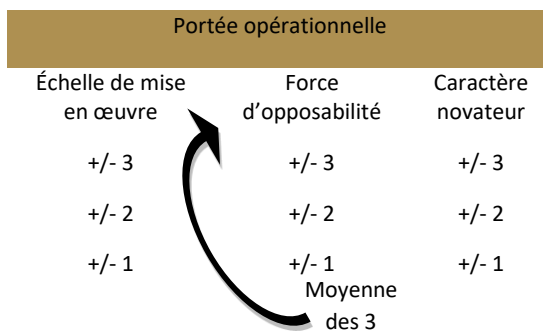 Portée opérationnelle
Échelle de mise en œuvre
Force d’opposabilité
Caractère novateur
+/- 3 +/- 3 +/- 3
+/- 2 +/- 2 +/- 2
+/- 1 +/- 1 +/- 1
Moyenne
des 3